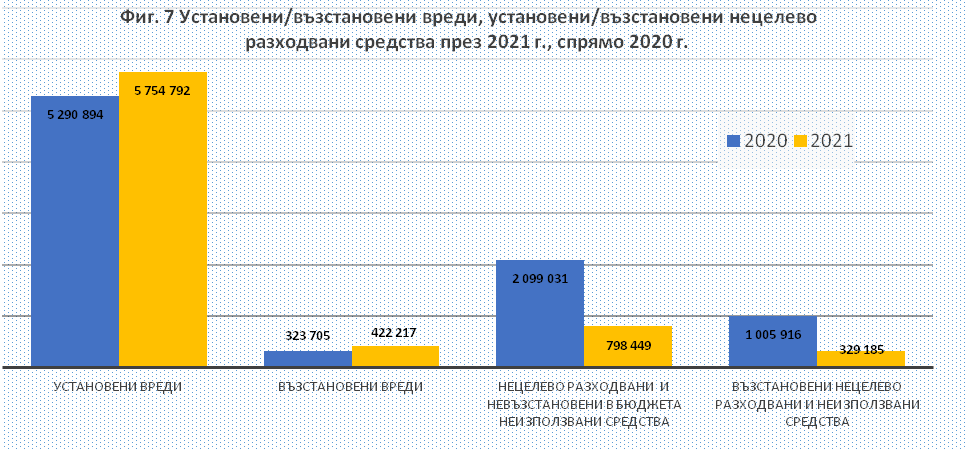 Фиг. 7 Установени/възстановени вреди, установени/възстановени нецелево
разходвани средства през 2021 г., спрямо 2020 г.
5 290 894
5 754 792
2020 2021
2 099 031
323 705
422 217
798 449
1 005 916
329 185
УСТАНОВЕНИ ВРЕДИ
ВЪЗСТАНОВЕНИ ВРЕДИ
НЕЦЕЛЕВО РАЗХОДВАНИ И
НЕВЪЗСТАНОВЕНИ В БЮДЖЕТА
НЕИЗПОЛЗВАНИ СРЕДСТВА
ВЪЗСТАНОВЕНИ НЕЦЕЛЕВО
РАЗХОДВАНИ И НЕИЗПОЛЗВАНИ
СРЕДСТВА